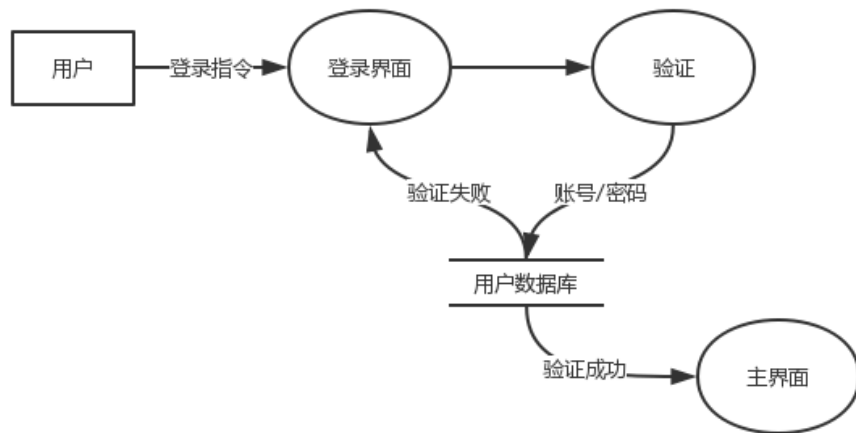 用户
登录指令
登录界面
验证
验证失败
账号/密码
用户数据库
验证成功
主界面